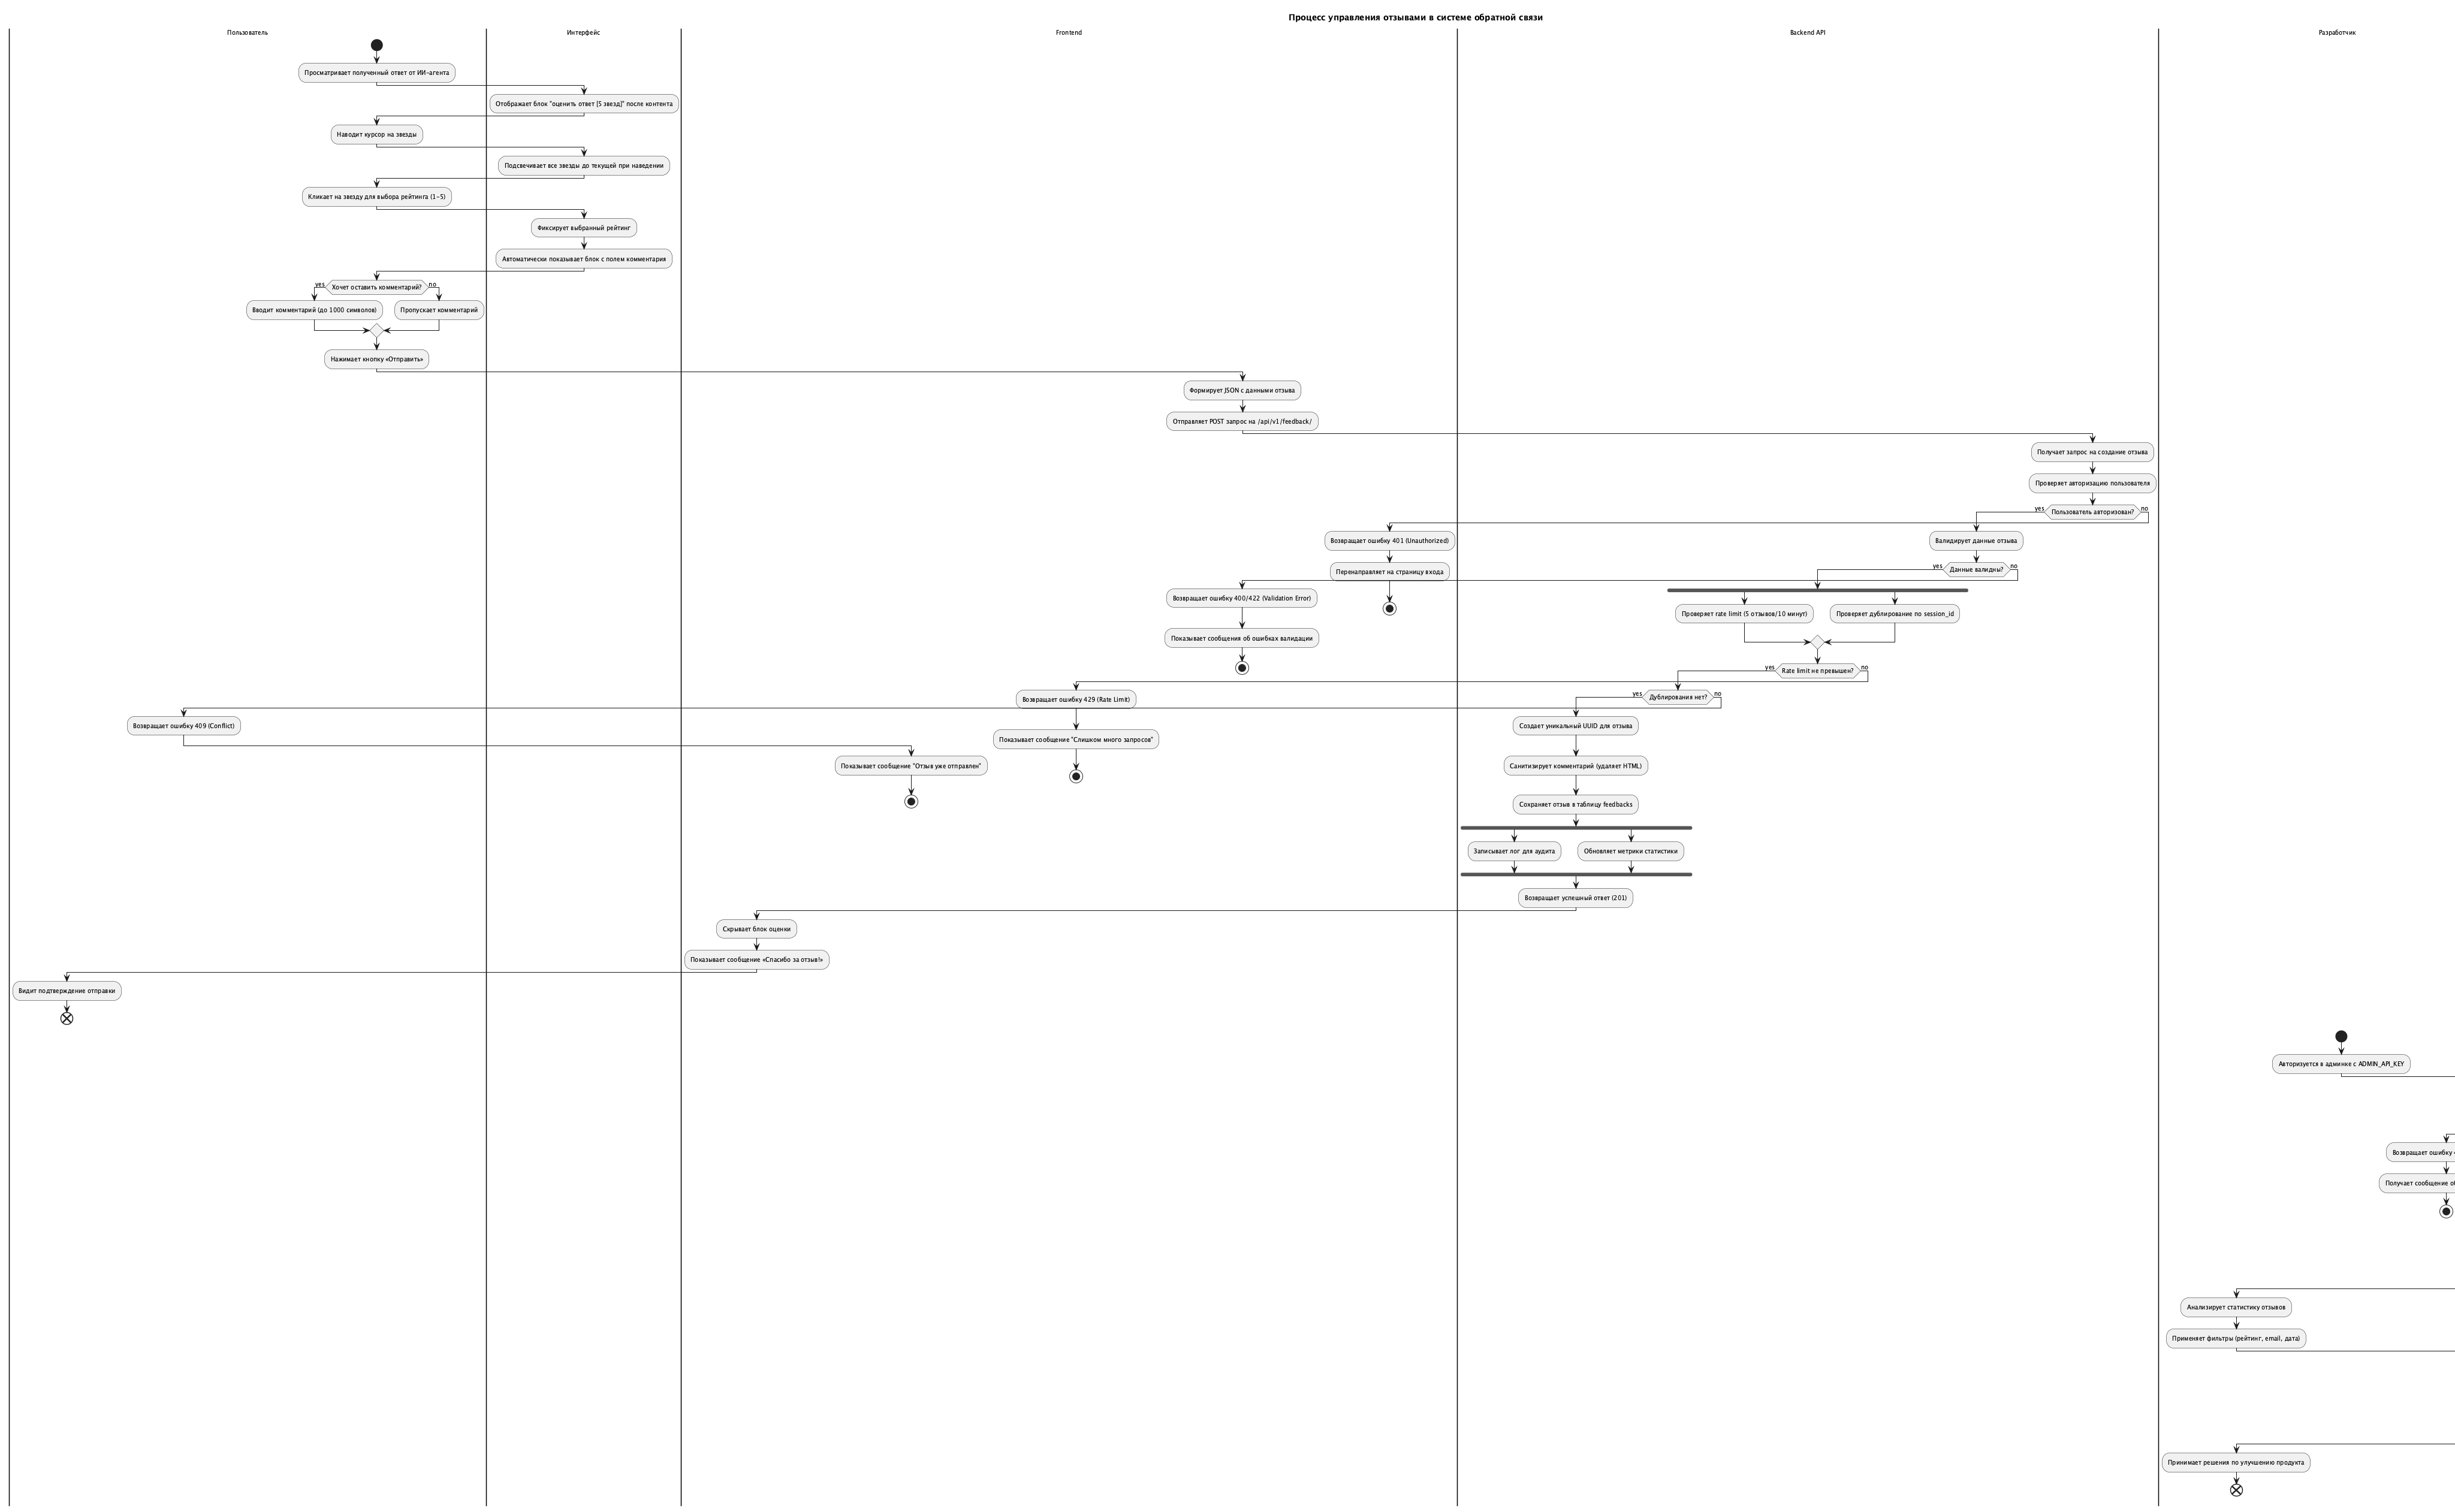 Процесс управления отзывами в системе обратной связи
Пользователь
Интерфейс
Frontend
Backend API
Разработчик
Просматривает полученный ответ от ИИ-агента
Отображает блок "оценить ответ [5 звезд]" после контента
Наводит курсор на звезды
Подсвечивает все звезды до текущей при наведении
Кликает на звезду для выбора рейтинга (1-5)
Фиксирует выбранный рейтинг
Автоматически показывает блок с полем комментария
yes
Хочет оставить комментарий?
no
Вводит комментарий (до 1000 символов)
Пропускает комментарий
Нажимает кнопку «Отправить»
Формирует JSON с данными отзыва
Отправляет POST запрос на /api/v1/feedback/
Получает запрос на создание отзыва
Проверяет авторизацию пользователя
yes
Пользователь авторизован?
no
Возвращает ошибку 401 (Unauthorized)
Валидирует данные отзыва
Перенаправляет на страницу входа
yes
Данные валидны?
no
Возвращает ошибку 400/422 (Validation Error)
Проверяет rate limit (5 отзывов/10 минут)
Проверяет дублирование по session_id
Показывает сообщения об ошибках валидации
yes
Rate limit не превышен?
no
Возвращает ошибку 429 (Rate Limit)
yes
Дублирования нет?
no
Возвращает ошибку 409 (Conflict)
Создает уникальный UUID для отзыва
Показывает сообщение "Слишком много запросов"
Показывает сообщение "Отзыв уже отправлен"
Санитизирует комментарий (удаляет HTML)
Сохраняет отзыв в таблицу feedbacks
Записывает лог для аудита
Обновляет метрики статистики
Возвращает успешный ответ (201)
Скрывает блок оценки
Показывает сообщение «Спасибо за отзыв!»
Видит подтверждение отправки
Авторизуется в админке с ADMIN_API_KEY
Возвращает ошибку
Получает сообщение
Анализирует статистику отзывов
Применяет фильтры (рейтинг, email, дата)
Принимает решения по улучшению продукта